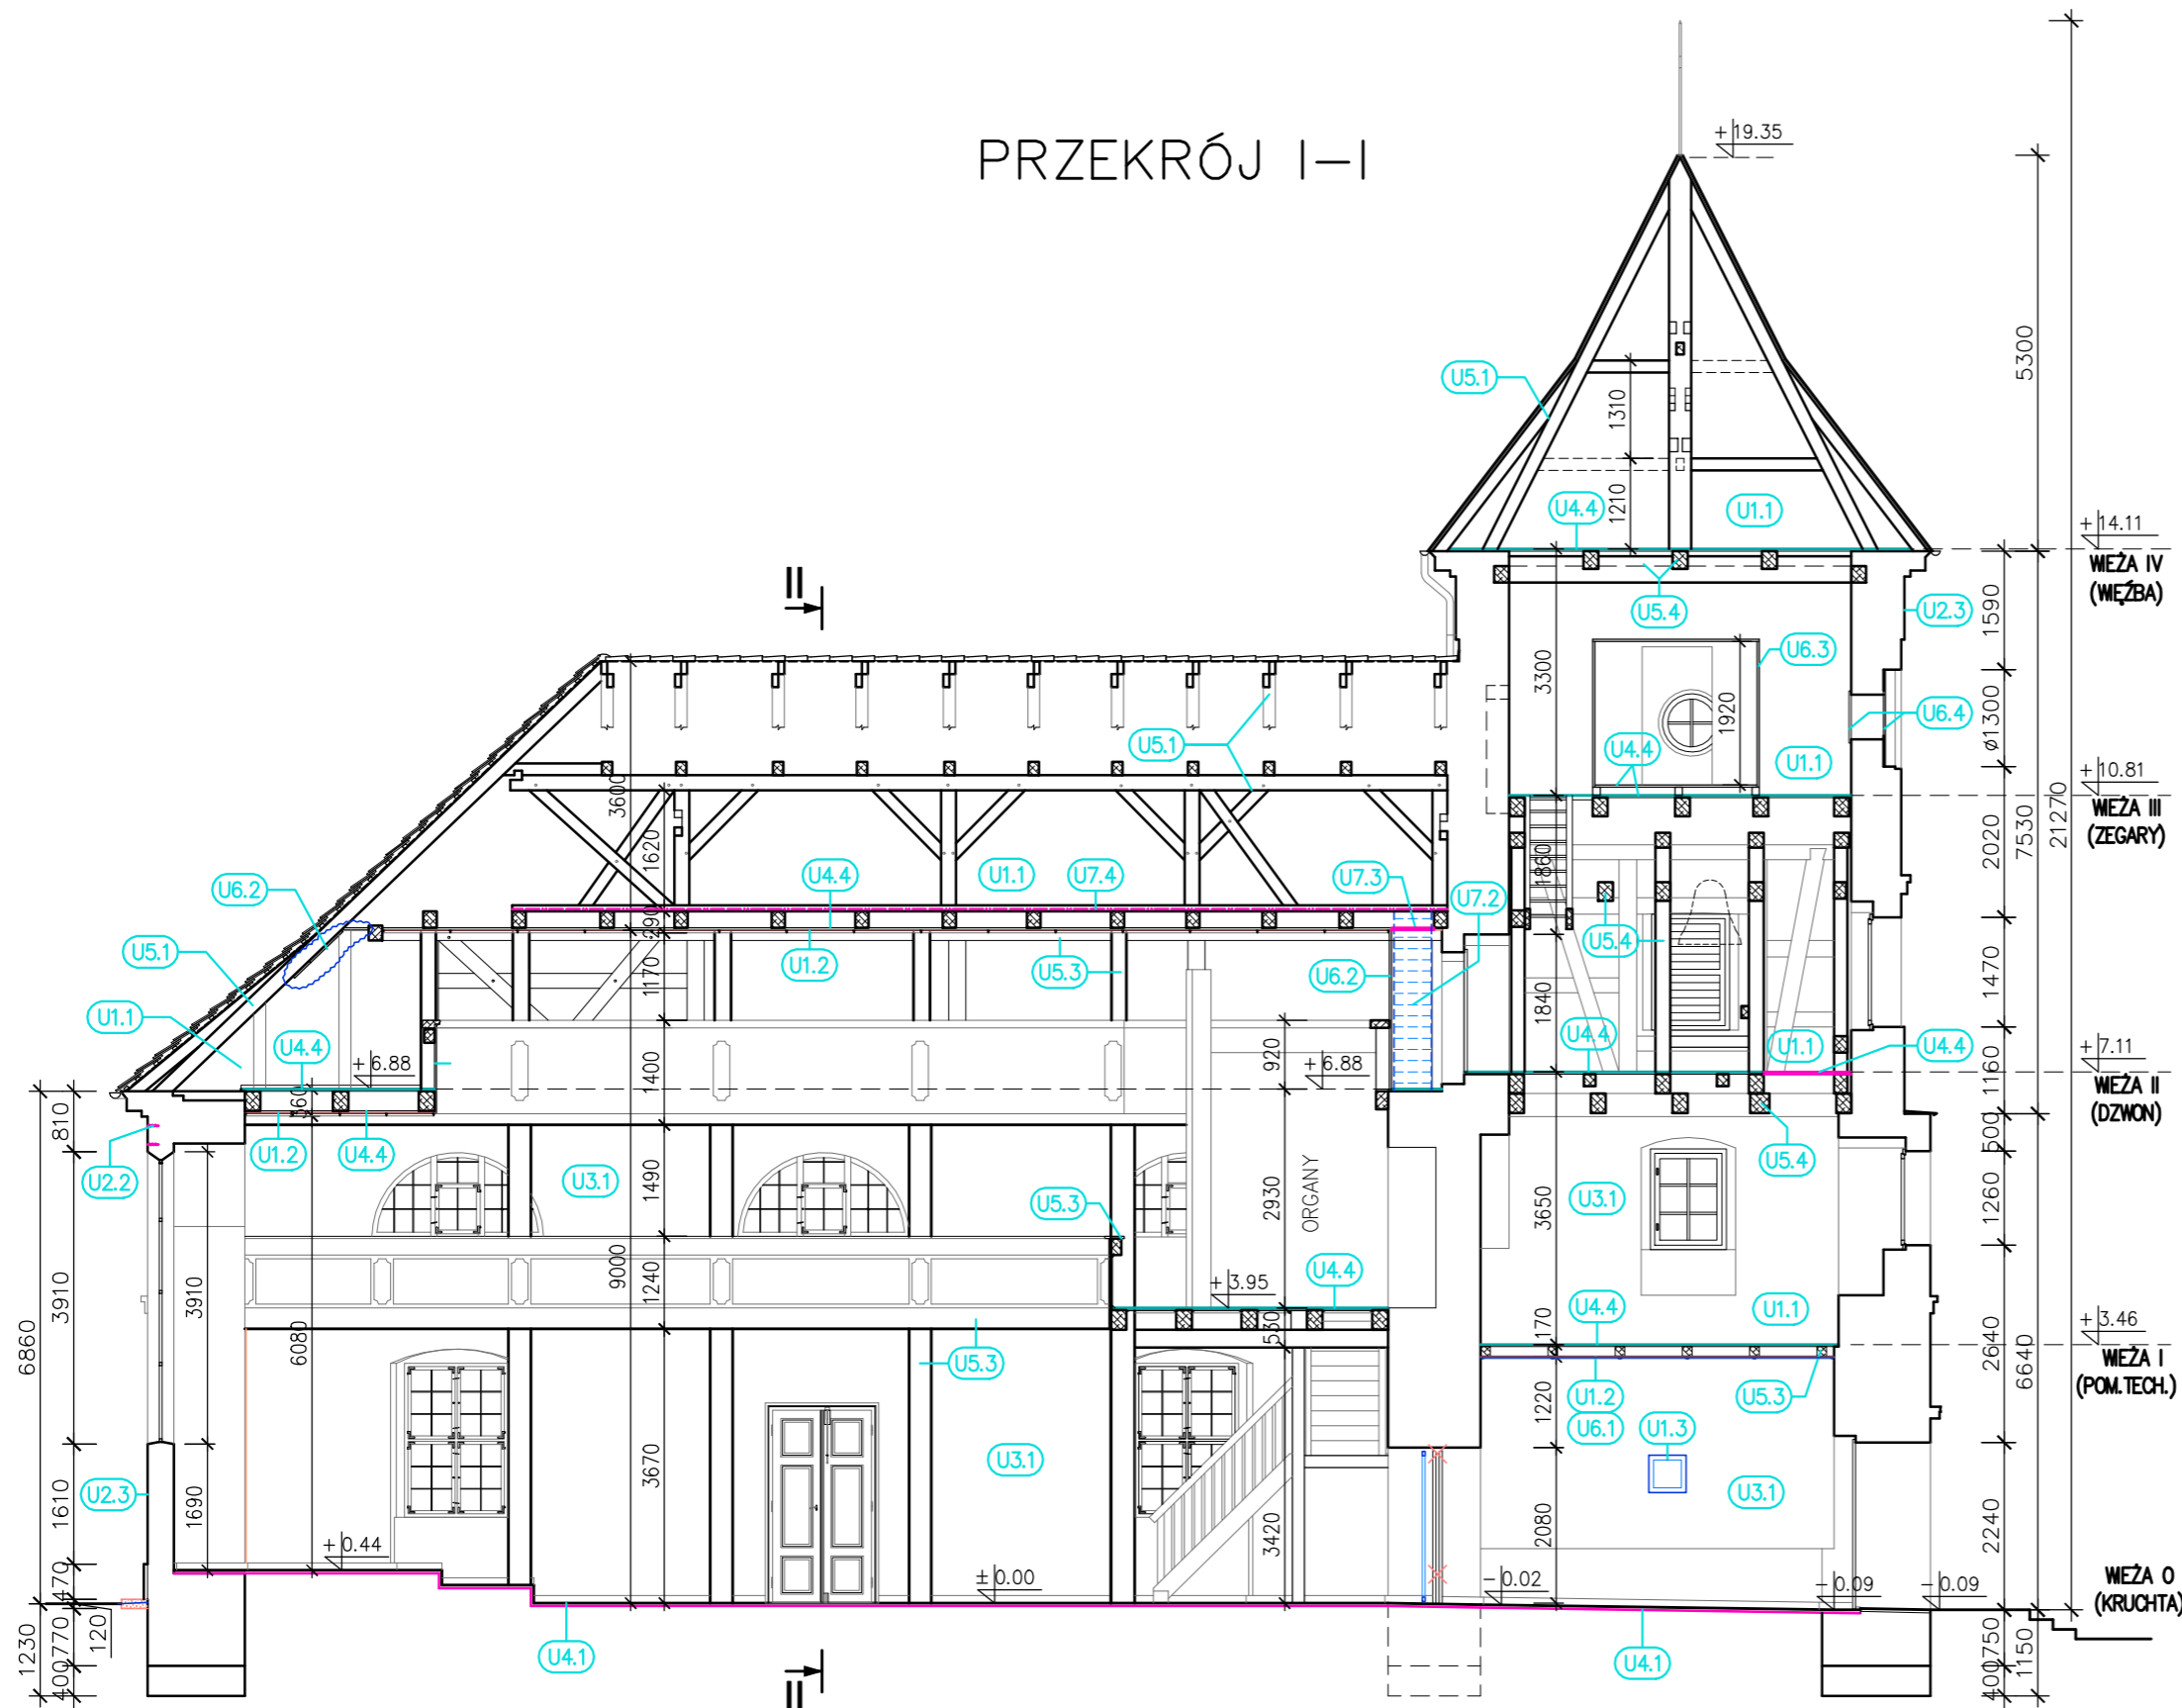 PRZEKRÓJ I-I
+19.35
5300
U5.1
1310
1210
U4.4
U1.1
+14.11
WIEŻA IV
(WIĘŹBA)
II
U5.4
U2.3
1590
3300
U6.3
1920
U6.4
ø1300
U5.1
U4.4
U1.1
+10.81
WIEŻA III
(ZEGARY)
21270
7530
2020
3600
1620
1860
U6.2
U4.4
U1.1
U7.4
U7.3
U7.2
290
U5.1
U1.2
U5.3
U6.2
U5.4
1170
1840
1470
U1.1
U4.4
+6.88
1400
920
+6.88
U4.4
U1.1
U4.4
+7.11
WIEŻA II
(DZWON)
1160
560
810
U1.2
U4.4
U2.2
500
U5.4
1490
U3.1
U5.3
2930
ORGANY
3650
U3.1
1260
3910
3910
6860
6080
9000
1240
+3.95
U4.4
530
U4.4
U1.1
170
+3.46
WIEŻA I
(POM.TECH.)
2640
6640
U5.3
U5.3
U1.2
U6.1
U1.3
1220
U2.3
1610
1690
3670
U3.1
U3.1
3420
2080
2240
+0.44
±0.00
-0.02
-0.09
-0.09
WIEŻA 0
(KRUCHTA)
470
120
770
400
1230
U4.1
U4.1
750
400
1150
II